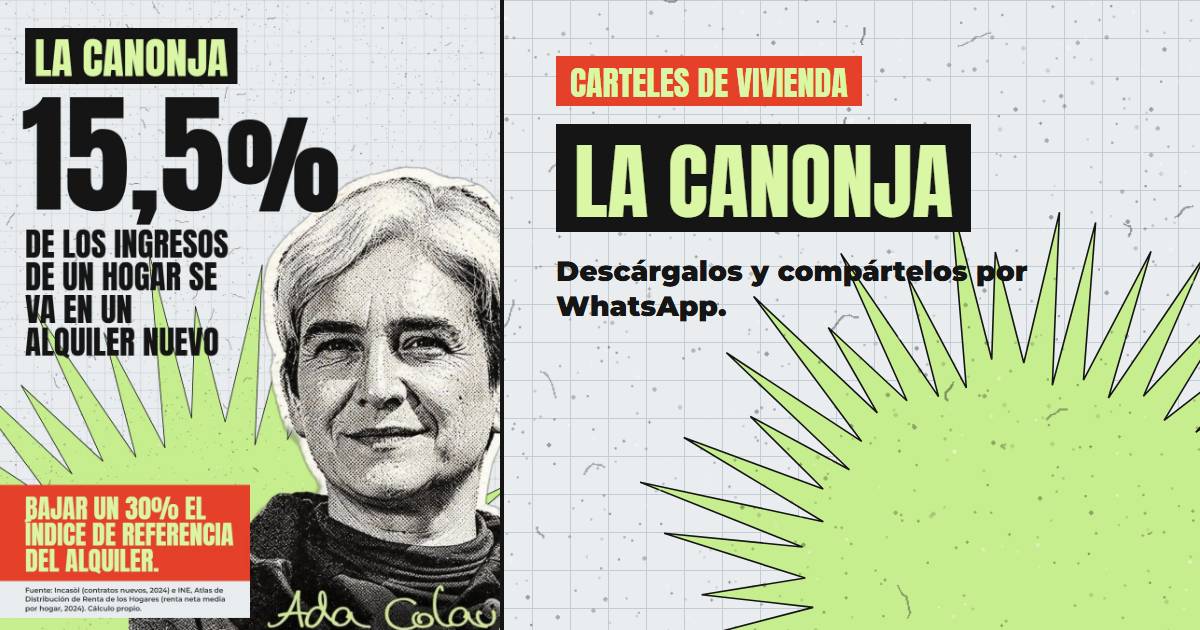 LA CANONJA
15,5%
DE LOS INGRESOS
DE UN HOGAR SE
VA EN UN
ALQUILER NUEVO
BAJAR UN 30% EL
ÍNDICE DE REFERENCIA
DEL ALQUILER.
Fuente: Incasòl (contratos nuevos, 2024) e INE, Atlas de
Distribución de Renta de los Hogares (renta neta media
por hogar, 2024). Cálculo propio.
Ada Colau
CARTELES DE VIVIENDA
LA CANONJA
Descárgalos y compártelos por
WhatsApp.